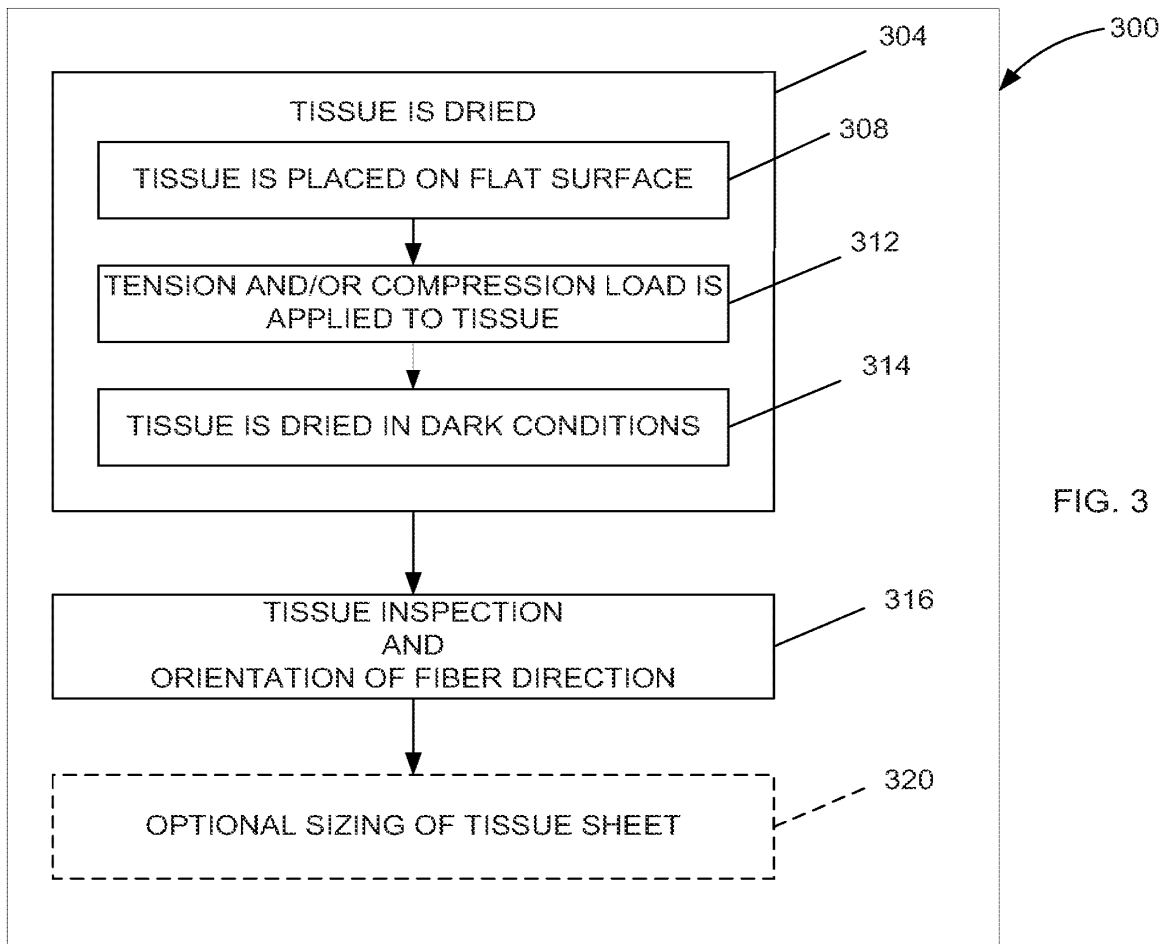 300
304
TISSUE IS DRIED
308
TISSUE IS PLACED ON FLAT SURFACE
312
TENSION AND/OR COMPRESSION LOAD IS
APPLIED TO TISSUE
314
TISSUE IS DRIED IN DARK CONDITIONS
FIG. 3
316
TISSUE INSPECTION
AND
ORIENTATION OF FIBER DIRECTION
320
OPTIONAL SIZING OF TISSUE SHEET